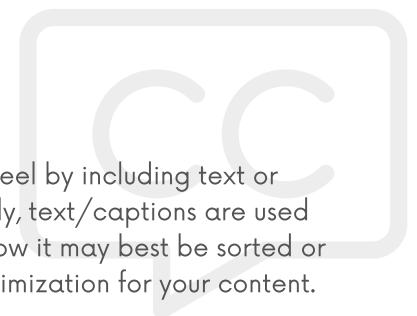 CC
eel by including text or
ly, text/captions are used
ow it may best be sorted or
imization for your content.